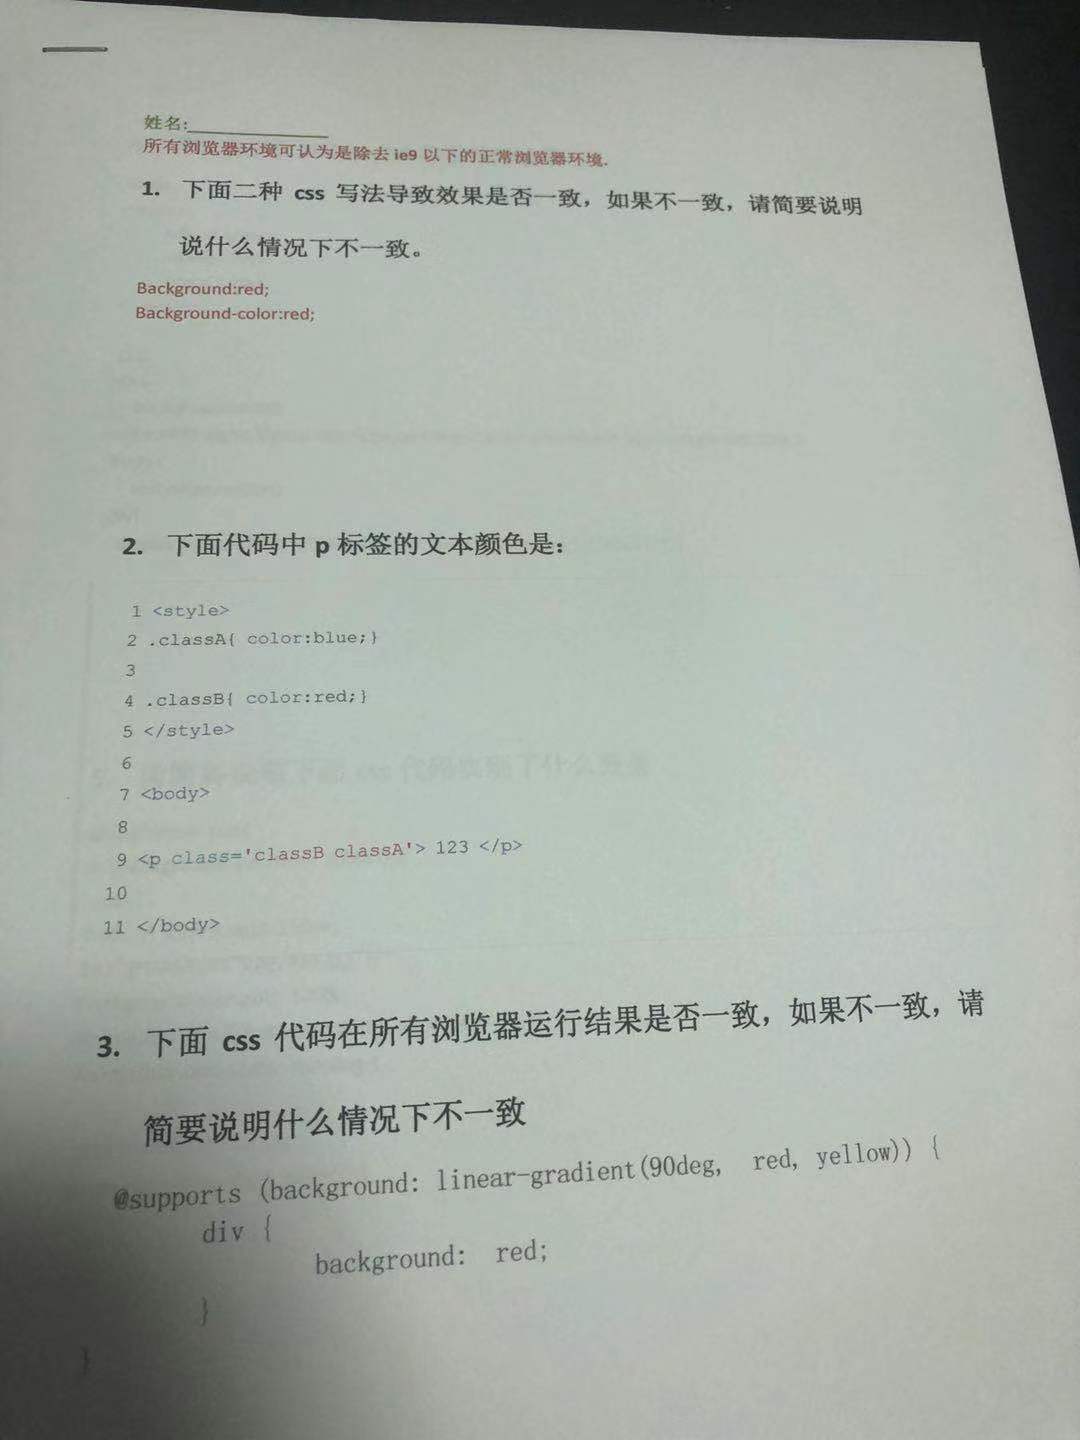 姓名:____________
所有浏览器环境可认为是除去 ie9 以下的正常浏览器环境.
1. 下面二种 css 写法导致效果是否一致，如果不一致，请简要说明
说什么情况下不一致。
Background:red;
Background-color:red;
2. 下面代码中 p 标签的文本颜色是：
1 <style>
2 .classA{ color:blue;}
3
4 .classB{ color:red;}
5 </style>
6
7 <body>
8
9 <p class='classB classA'> 123 </p>
10
11 </body>
3. 下面 css 代码在所有浏览器运行结果是否一致，如果不一致，请
简要说明什么情况下不一致
@supports (background: linear-gradient(90deg, red, yellow)) {
div {
background: red;
}
}